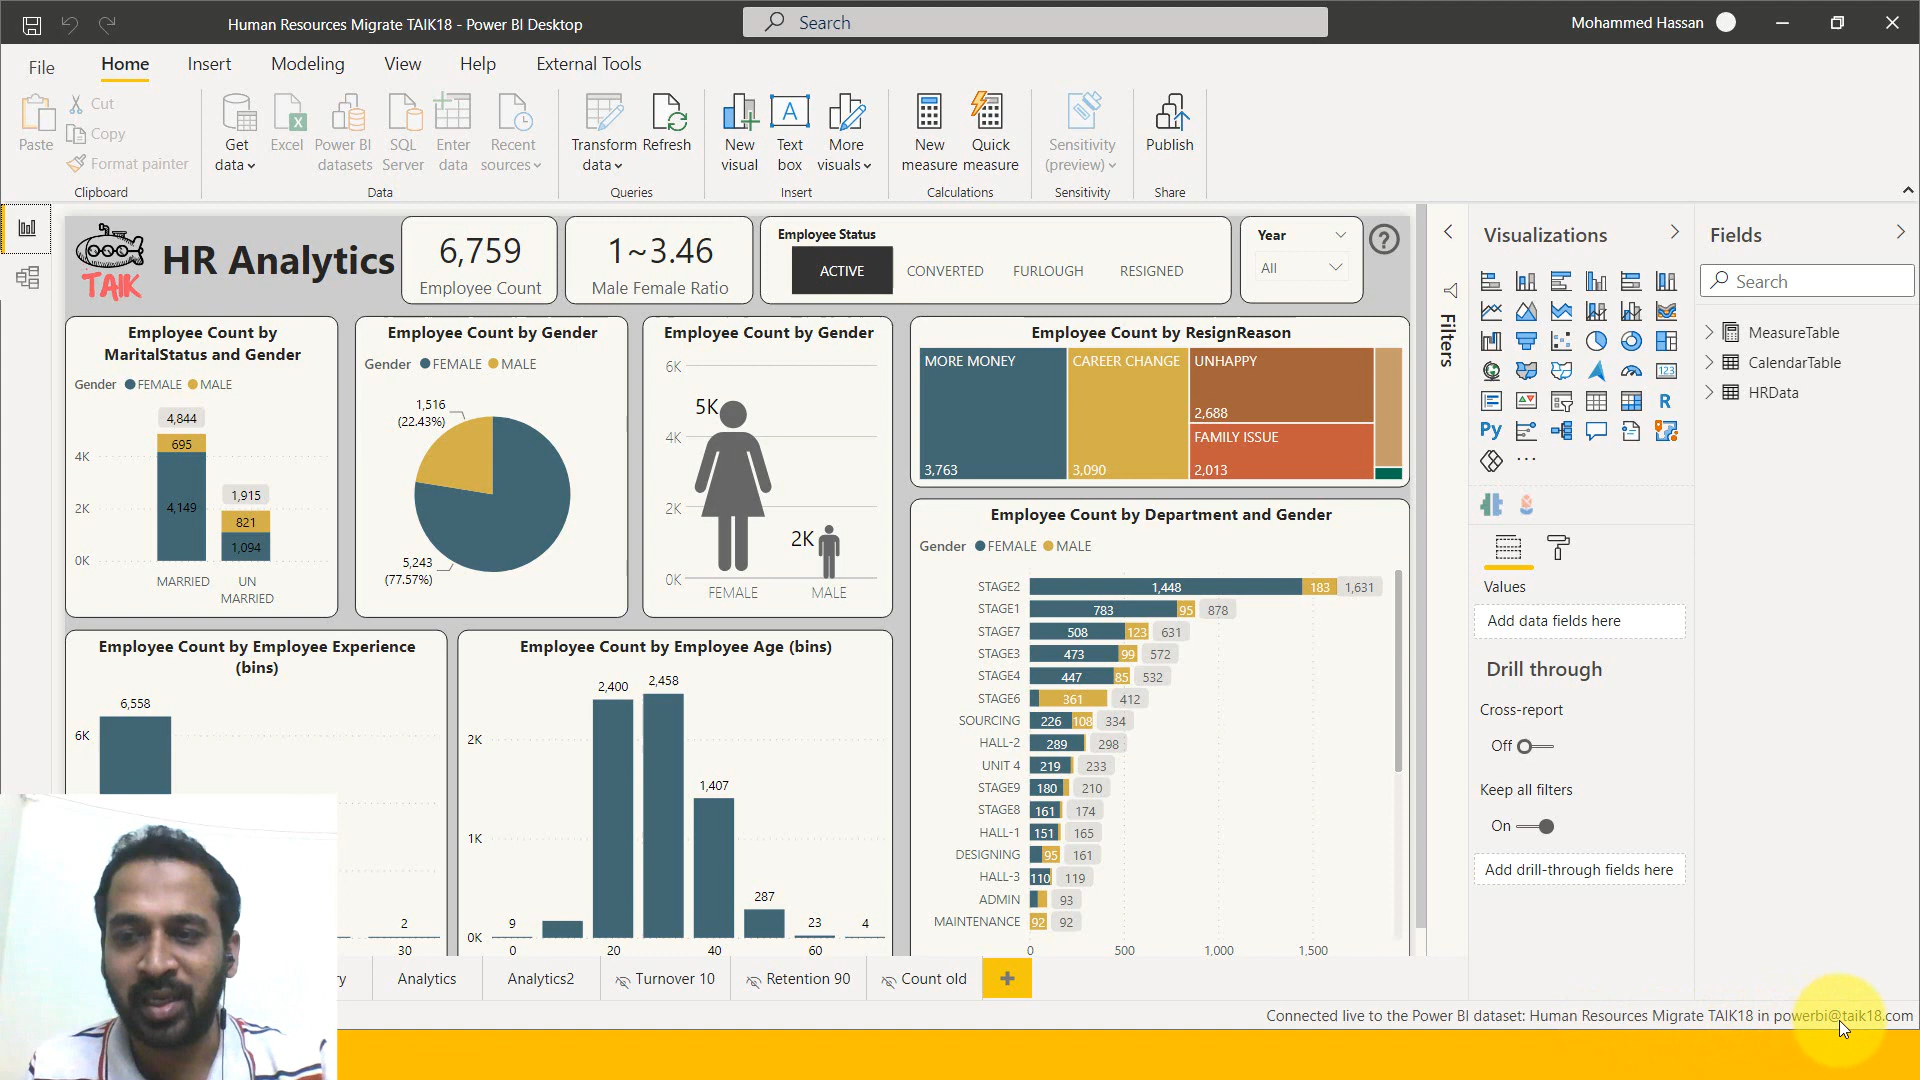 Human Resources Migrate TAIK18 - Power BI Desktop
Search
Mohammed Hassan
File
Home
Insert
Modeling
View
Help
External Tools
Paste
Cut
Copy
Format painter
Clipboard
Get data
Excel
Power BI datasets
SQL Server
Enter data
Recent sources
Data
Transform data
Refresh
Queries
New visual
Text box
More visuals
Insert
New measure
Quick measure
Calculations
Sensitivity (preview)
Sensitivity
Publish
Share
TAIK
HR Analytics
6,759
Employee Count
1~3.46
Male Female Ratio
Employee Status
ACTIVE
CONVERTED
FURLOUGH
RESIGNED
Year
All
?
Employee Count by
MaritalStatus and Gender
Gender FEMALE MALE
4,844
695
4K
4,149
1,915
2K
821
1,094
0K
MARRIED
UN
MARRIED
Employee Count by Gender
Gender FEMALE MALE
1,516
(22.43%)
5,243
(77.57%)
Employee Count by Gender
6K
5K
4K
2K
2K
0K
FEMALE
MALE
Employee Count by ResignReason
MORE MONEY
3,763
CAREER CHANGE
3,090
UNHAPPY
2,688
FAMILY ISSUE
2,013
Employee Count by Employee Experience
(bins)
6,558
6K
2
30
Employee Count by Employee Age (bins)
2,400
2,458
2K
1,407
1K
287
9
23
4
0K
0
20
40
60
Employee Count by Department and Gender
Gender FEMALE MALE
STAGE2 1,448 183 1,631
STAGE1 783 95 878
STAGE7 508 123 631
STAGE3 473 99 572
STAGE4 447 85 532
STAGE6 361 412
SOURCING 226 108 334
HALL-2 289 298
UNIT 4 219 233
STAGE9 180 210
STAGE8 161 174
HALL-1 151 165
DESIGNING 95 161
HALL-3 110 119
ADMIN 93
MAINTENANCE 92 92
0 500 1,000 1,500
Filters
Visualizations
123
R
Py
Values
Add data fields here
Drill through
Cross-report
Off
Keep all filters
On
Add drill-through fields here
Fields
Search
MeasureTable
CalendarTable
HRData
ry
Analytics
Analytics2
Turnover 10
Retention 90
Count old
+
Connected live to the Power BI dataset: Human Resources Migrate TAIK18 in powerbi@taik18.com